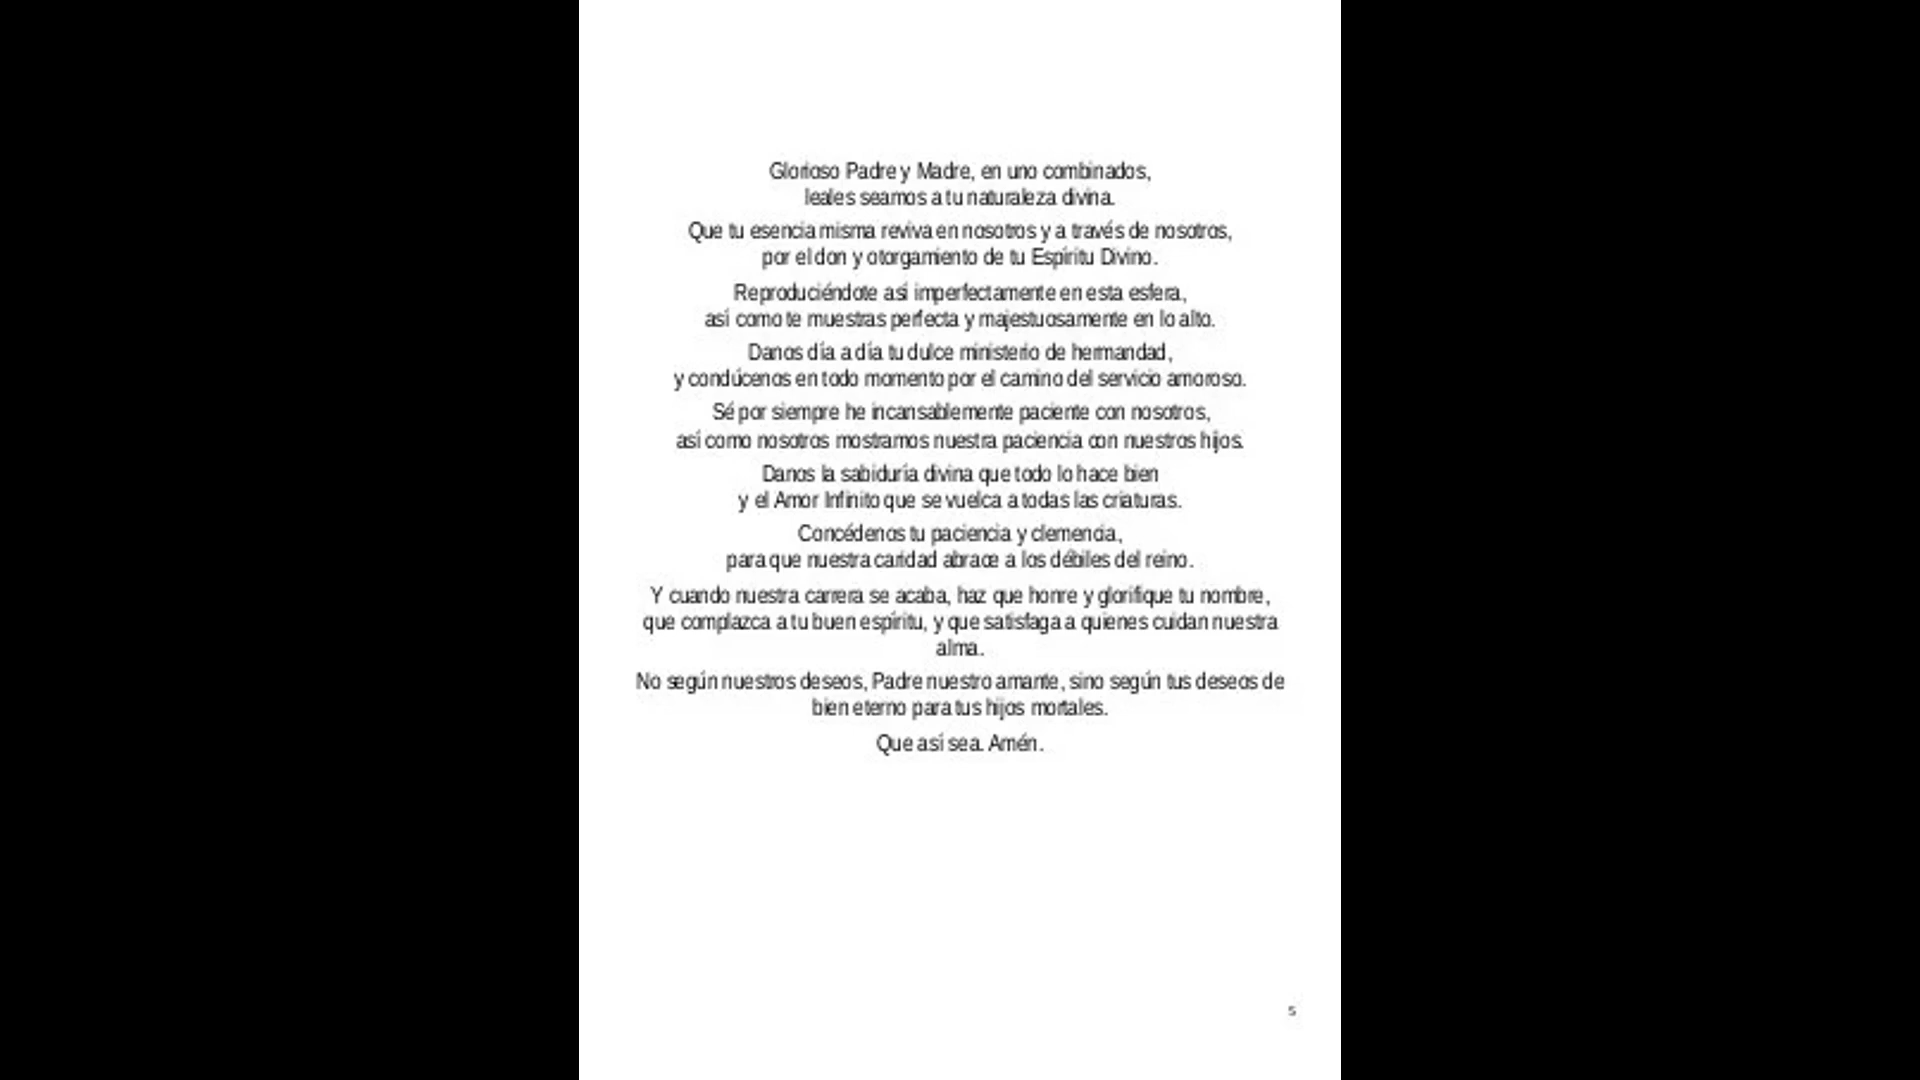 Glorioso Padre y Madre, en uno combinados,
leales seamos a tu naturaleza divina.
Que tu esencia misma reviva en nosotros y a través de nosotros,
por el don y otorgamiento de tu Espíritu Divino.
Reproduciéndote así imperfectamente en esta esfera,
así como te muestras perfecta y majestuosamente en lo alto.
Danos día a día tu dulce ministerio de hermandad,
y condúcenos en todo momento por el camino del servicio amoroso.
Sé por siempre he incansablemente paciente con nosotros,
así como nosotros mostramos nuestra paciencia con nuestros hijos.
Danos la sabiduría divina que todo lo hace bien
y el Amor Infinito que se vuelca a todas las criaturas.
Concédenos tu paciencia y clemencia,
para que nuestra caridad abrace a los débiles del reino.
Y cuando nuestra carrera se acaba, haz que honre y glorifique tu nombre,
que complazca a tu buen espíritu, y que satisfaga a quienes cuidan nuestra
alma.
No según nuestros deseos, Padre nuestro amante, sino según tus deseos de
bien eterno para tus hijos mortales.
Que así sea. Amén.
5